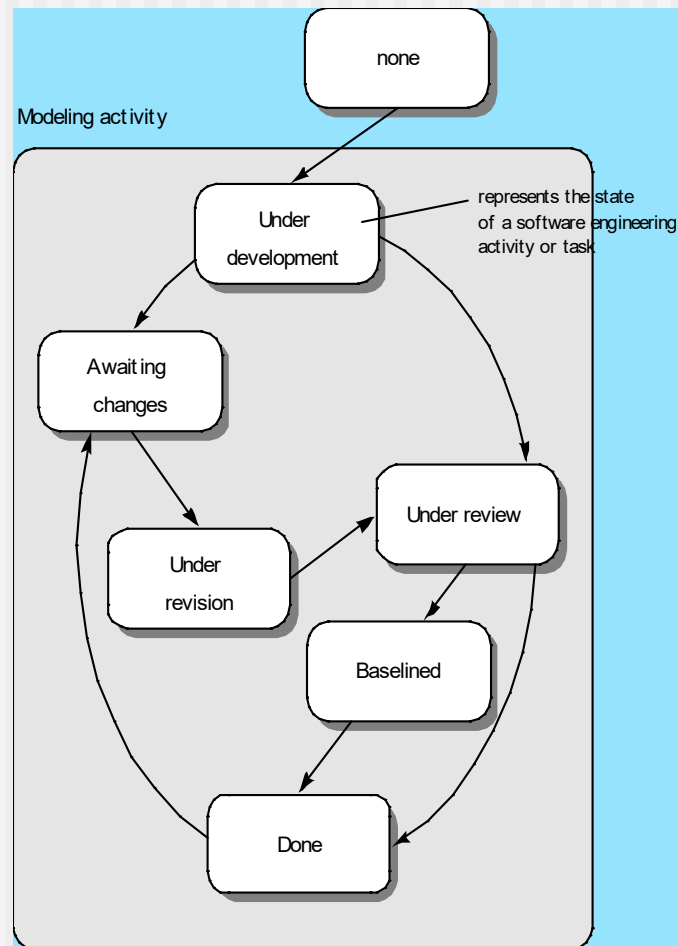 none
Modeling activity
represents the state
of a software engineering
activity or task
Under
development
Awaiting
changes
Under review
Under
revision
Baselined
Done